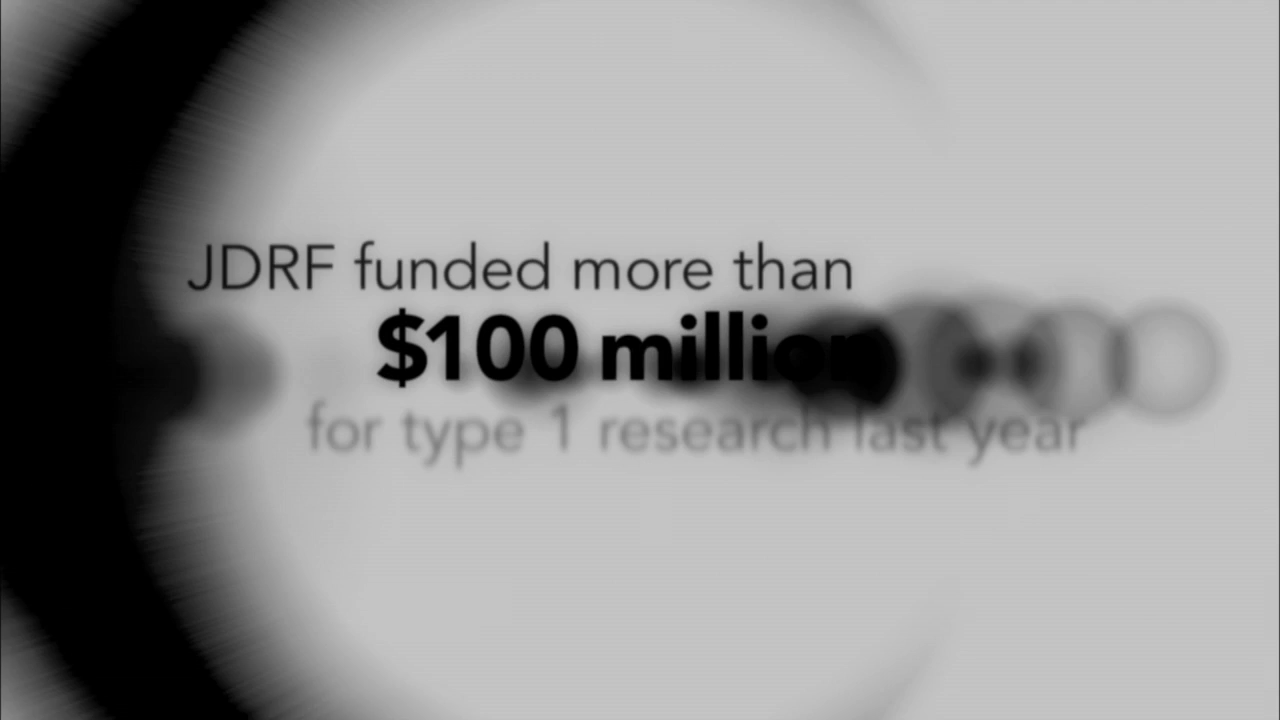 JDRF funded more than
$100 million
for type 1 research last year